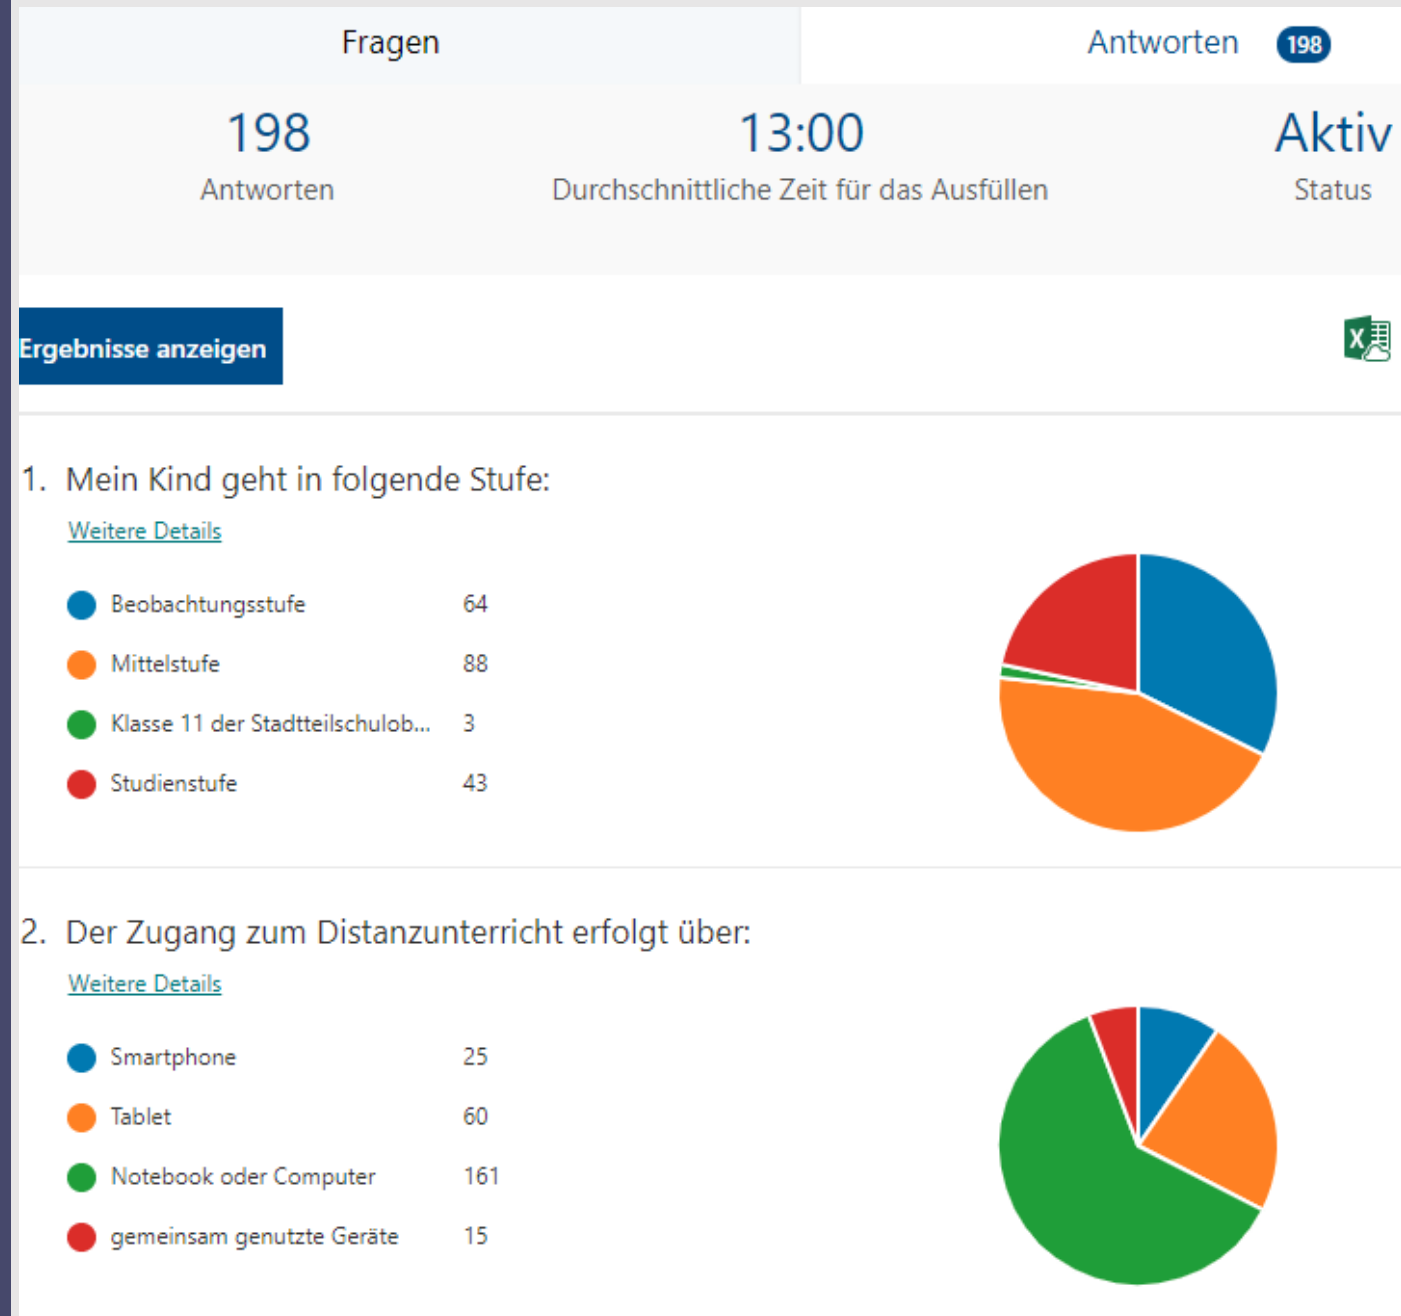 Fragen
Antworten 198
198
Antworten
13:00
Durchschnittliche Zeit für das Ausfüllen
Aktiv
Status
Ergebnisse anzeigen
1. Mein Kind geht in folgende Stufe:
Weitere Details
Beobachtungsstufe 64
Mittelstufe 88
Klasse 11 der Stadtteilschulob... 3
Studienstufe 43
2. Der Zugang zum Distanzunterricht erfolgt über:
Weitere Details
Smartphone 25
Tablet 60
Notebook oder Computer 161
gemeinsam genutzte Geräte 15